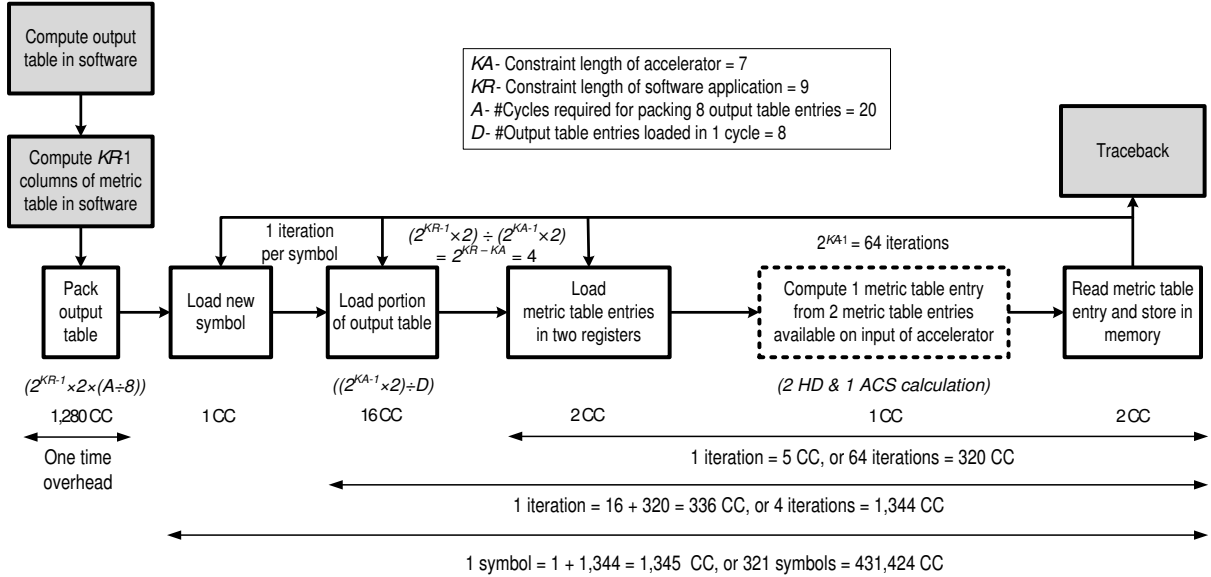 Compute output
table in software
KA- Constraint length of accelerator = 7
KR- Constraint length of software application = 9
A- #Cycles required for packing 8 output table entries = 20
D- #Output table entries loaded in 1 cycle = 8
Compute KR-1
columns of metric
table in software
Traceback
1 iteration
per symbol
(2^KR-1×2) ÷ (2^KA-1×2)
= 2^KR – KA = 4
2^KA-1 = 64 iterations
Pack
output
table
Load new
symbol
Load portion
of output table
Load
metric table entries
in two registers
Compute 1 metric table entry
from 2 metric table entries
available on input of accelerator
Read metric table
entry and store in
memory
(2^KR-1×2×(A÷8))
((2^KA-1×2)÷D)
(2 HD & 1 ACS calculation)
1,280 CC
1 CC
16 CC
2 CC
1 CC
2 CC
One time
overhead
1 iteration = 5 CC, or 64 iterations = 320 CC
1 iteration = 16 + 320 = 336 CC, or 4 iterations = 1,344 CC
1 symbol = 1 + 1,344 = 1,345 CC, or 321 symbols = 431,424 CC